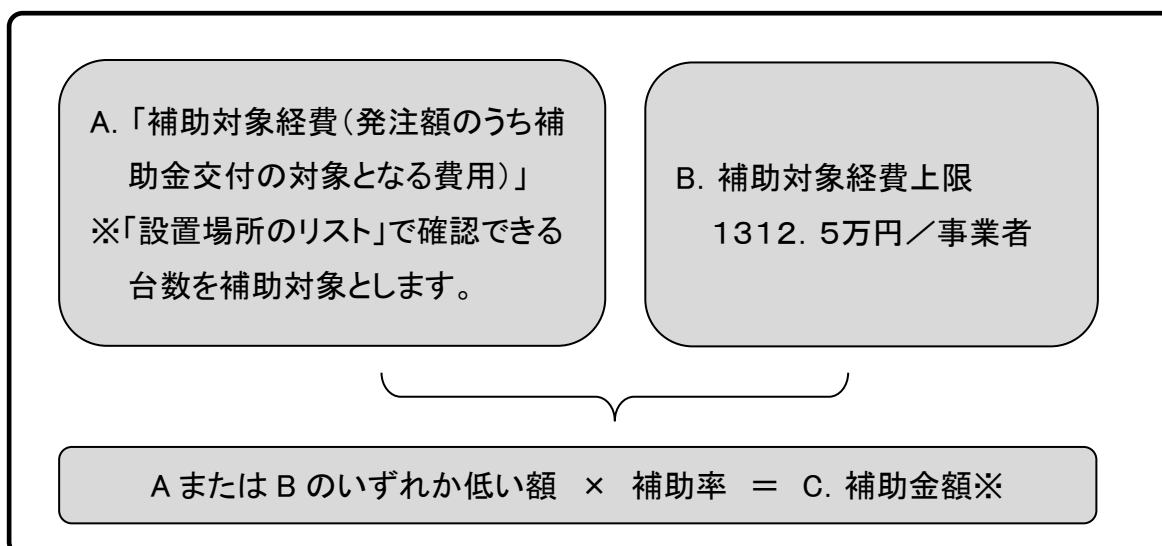 A. 「補助対象経費（発注額のうち補
助金交付の対象となる費用）」
※「設置場所のリスト」で確認できる
台数を補助対象とします。
B. 補助対象経費上限
１３１２．５万円／事業者
A または B のいずれか低い額 × 補助率 ＝ C. 補助金額※